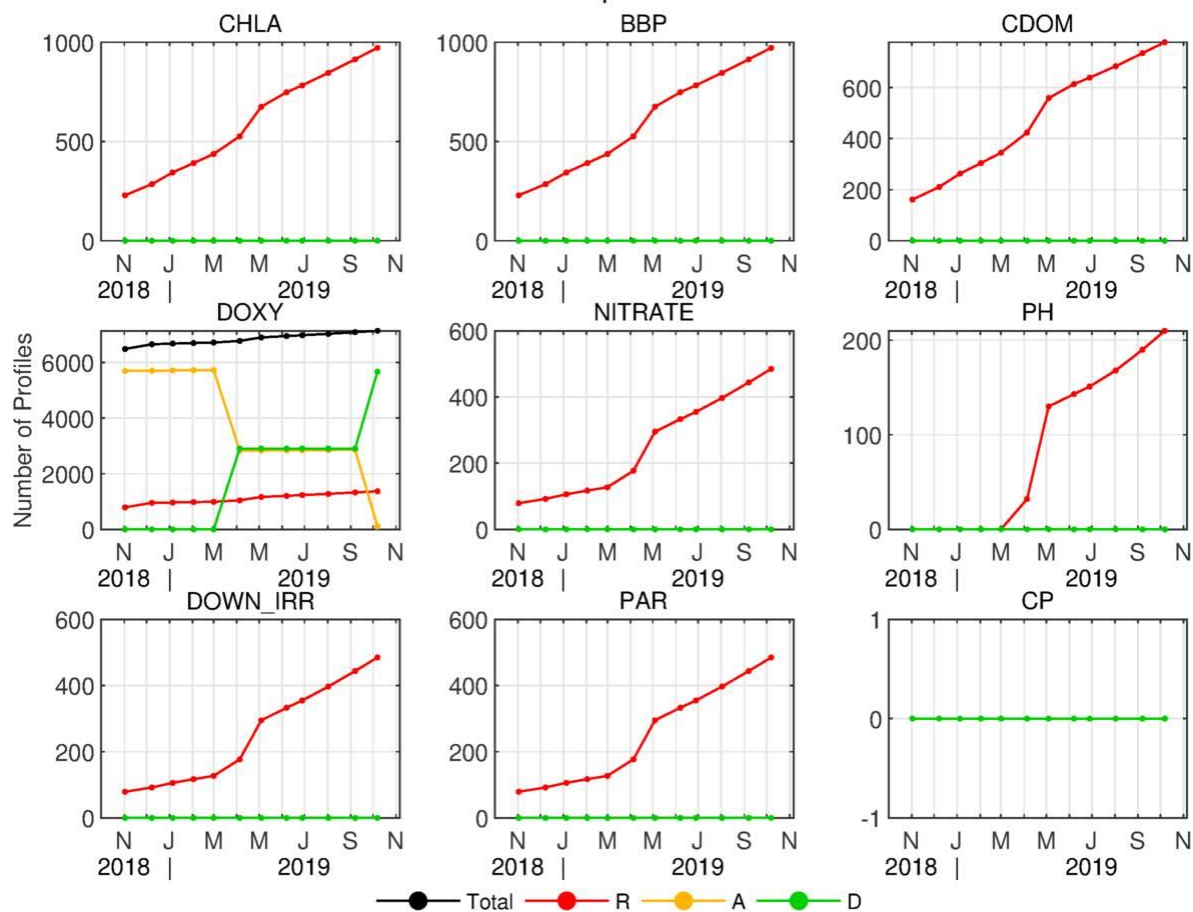 CHLA BBP CDOM
1000 1000 600
500 500 400
200
0 0 0
N J M M J S N N J M M J S N N J M M J S N
2018 | 2019 2018 | 2019 2018 | 2019
DOXY NITRATE PH
Number of Profiles
6000 600 200
4000 400 100
2000 200
0 0 0
N J M M J S N N J M M J S N N J M M J S N
2018 | 2019 2018 | 2019 2018 | 2019
DOWN_IRR PAR CP
600 600 1
400 400 0
200 200
0 0 -1
N J M M J S N N J M M J S N N J M M J S N
2018 | 2019 2018 | 2019 2018 | 2019
Total R A D